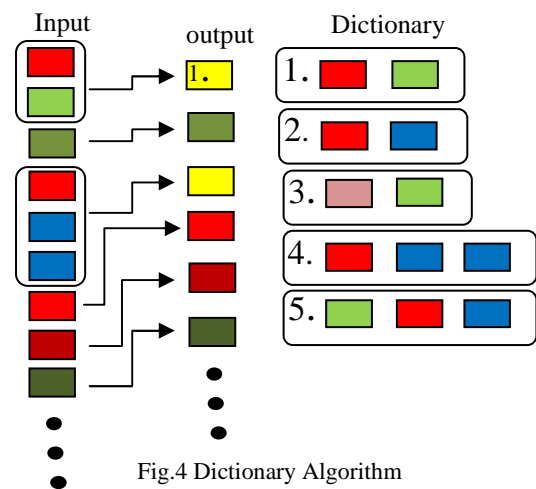 Input
output
Dictionary
1.
1.
2.
3.
4.
5.
Fig.4 Dictionary Algorithm